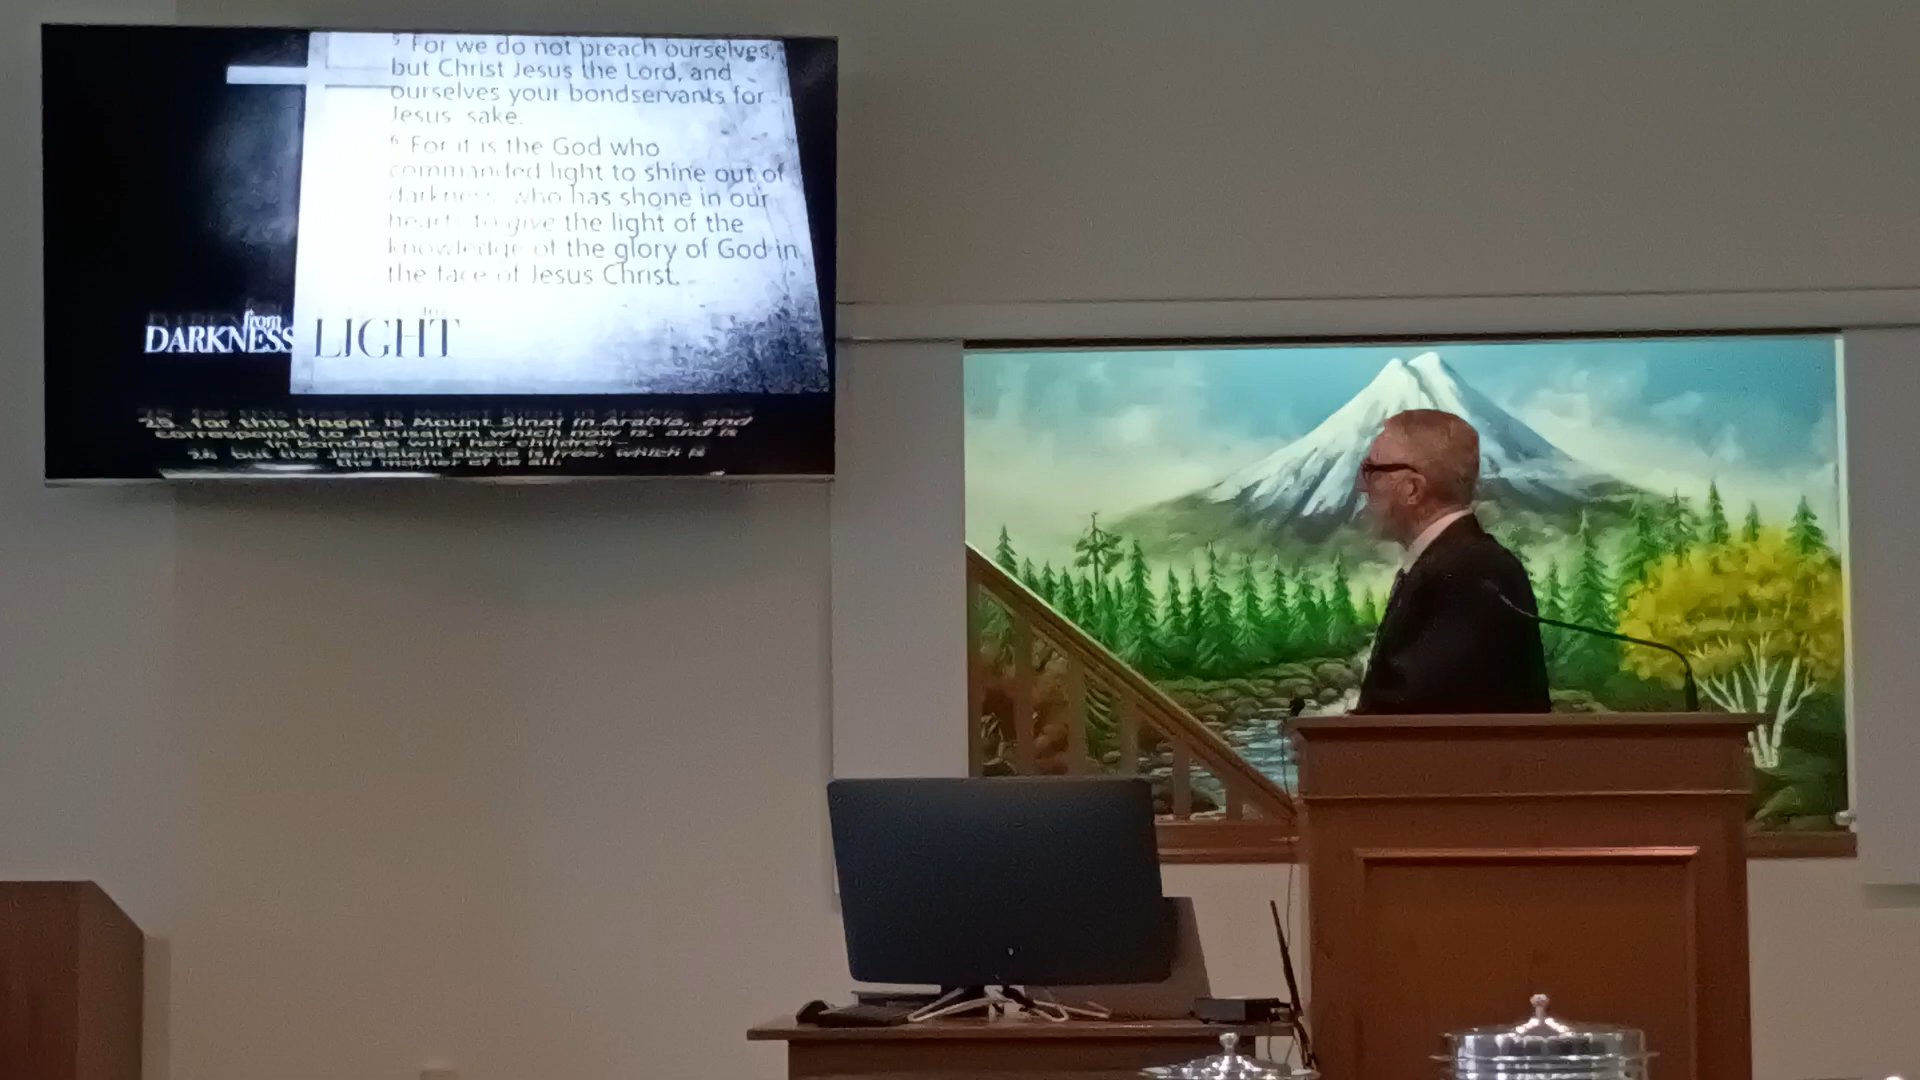 5 For we do not preach ourselves,
but Christ Jesus the Lord, and
ourselves your bondservants for
Jesus sake.
6 For it is the God who
commanded light to shine out of
darkness, who has shone in our
hearts to give the light of the
knowledge of the glory of God in
the face of Jesus Christ.
from
DARKNESS
to
LIGHT
25 for this Hagar is Mount Sinai in Arabia, and
corresponds to Jerusalem which now is, and is
in bondage with her children—
26 but the Jerusalem above is free, which is
the mother of us all.